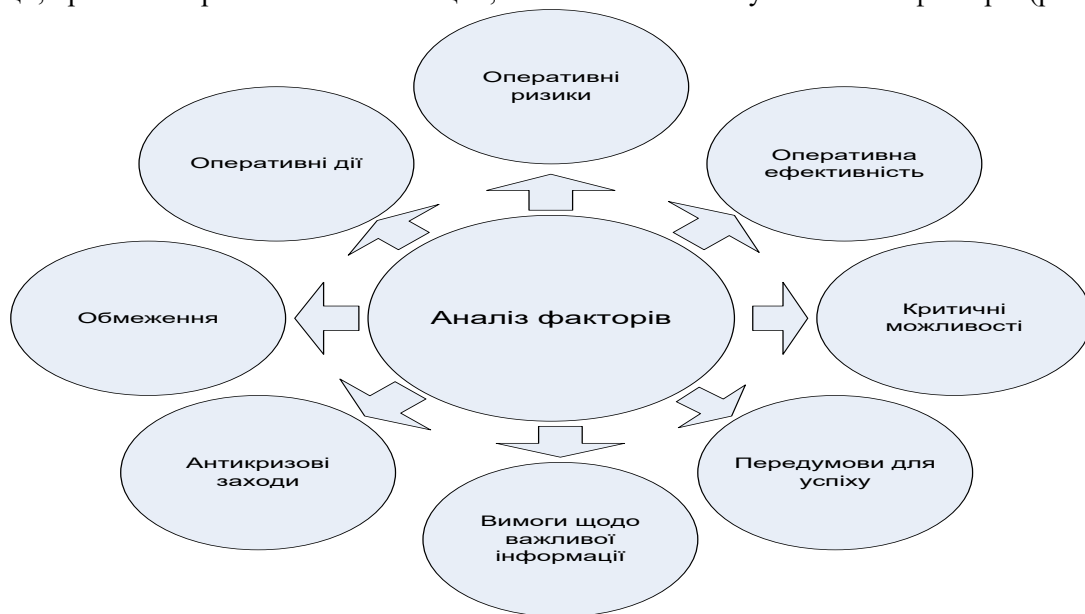 Оперативні
ризики
Оперативні дії
Оперативна
ефективність
Обмеження
Аналіз факторів
Критичні
можливості
Антикризові
заходи
Передумови для
успіху
Вимоги щодо
важливої
інформації